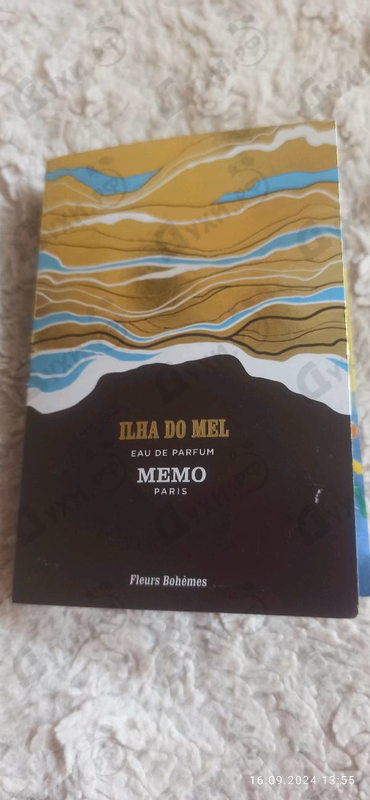 ILHA DO MEL
EAU DE PARFUM
MEMO
PARIS
Fleurs Bohèmes
16.09.2024 13:55